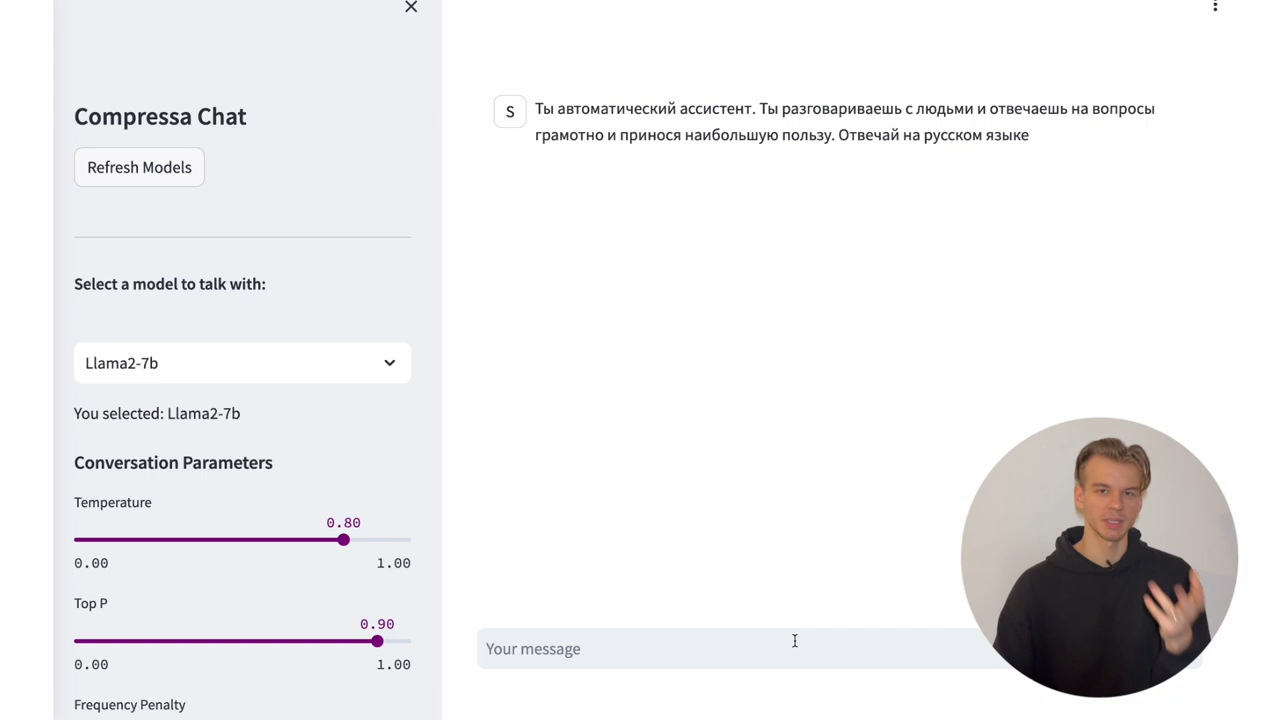 Compressa Chat
Refresh Models
Select a model to talk with:
Llama2-7b
You selected: Llama2-7b
Conversation Parameters
Temperature
0.80
0.00 1.00
Top P
0.90
0.00 1.00
Frequency Penalty
S
Ты автоматический ассистент. Ты разговариваешь с людьми и отвечаешь на вопросы
грамотно и принося наибольшую пользу. Отвечай на русском языке
Your message